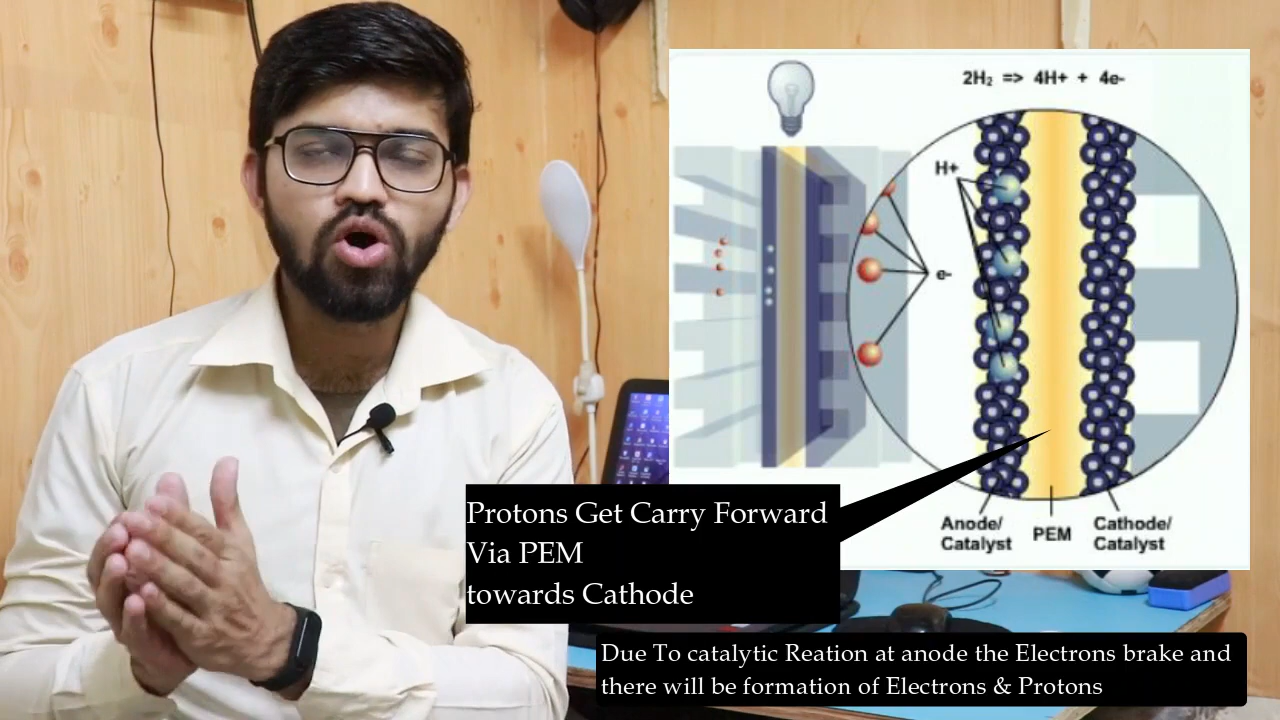 2H₂ => 4H+ + 4e-
H+
e-
Anode/
Catalyst
PEM
Cathode/
Catalyst
Protons Get Carry Forward
Via PEM
towards Cathode
Due To catalytic Reation at anode the Electrons brake and
there will be formation of Electrons & Protons